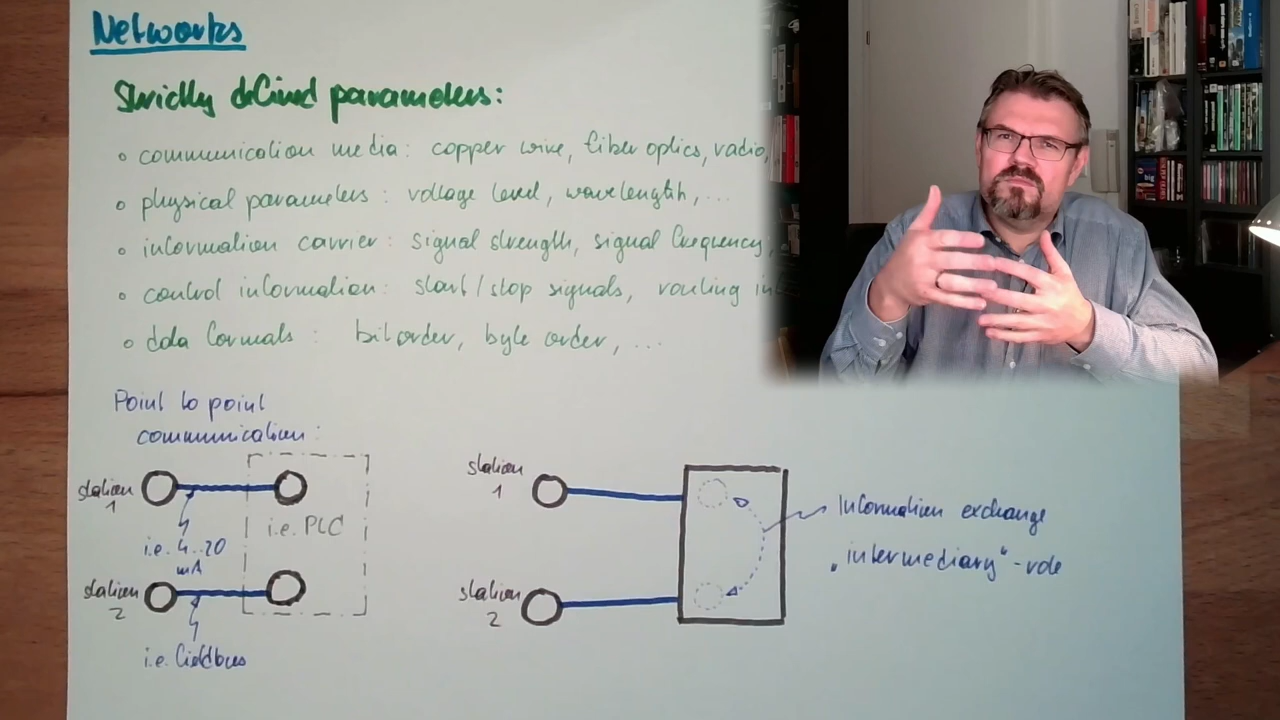 Networks
Strictly defined parameters:
communication media: copper wire, fiber optics, radio,
physical parameters: voltage level, wavelength, ...
information carrier: signal strength, signal frequency,
control information: start/stop signals, routing in
data formats: bit order, byte order, ...
Point to point
communication:
station
1
i.e. PLC
i.e. 4..20
mA
station
2
i.e. fieldbus
station
1
station
2
Information exchange
„intermediary"-role